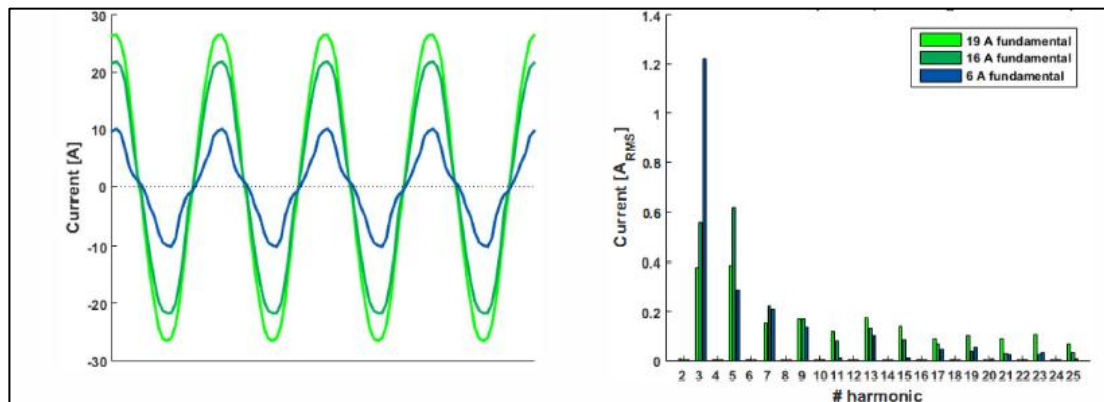 30
20
10
0
-10
-20
-30
Current [A]
1.4
1.2
1
0.8
0.6
0.4
0.2
0
Current [A_RMS]
19 A fundamental
16 A fundamental
6 A fundamental
2 3 4 5 6 7 8 9 10 11 12 13 14 15 16 17 18 19 20 21 22 23 24 25
# harmonic